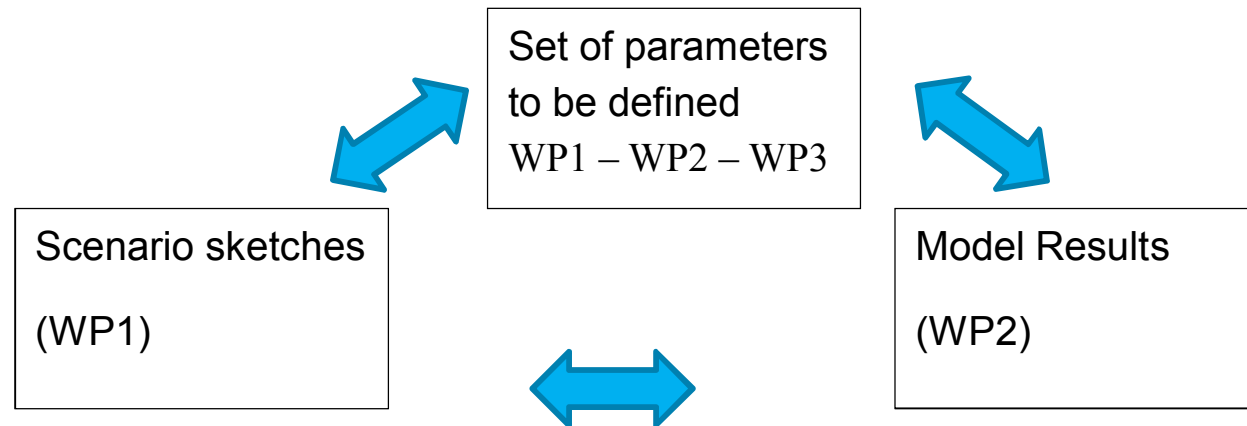 Set of parameters
to be defined
WP1 – WP2 – WP3
Scenario sketches
(WP1)
Model Results
(WP2)